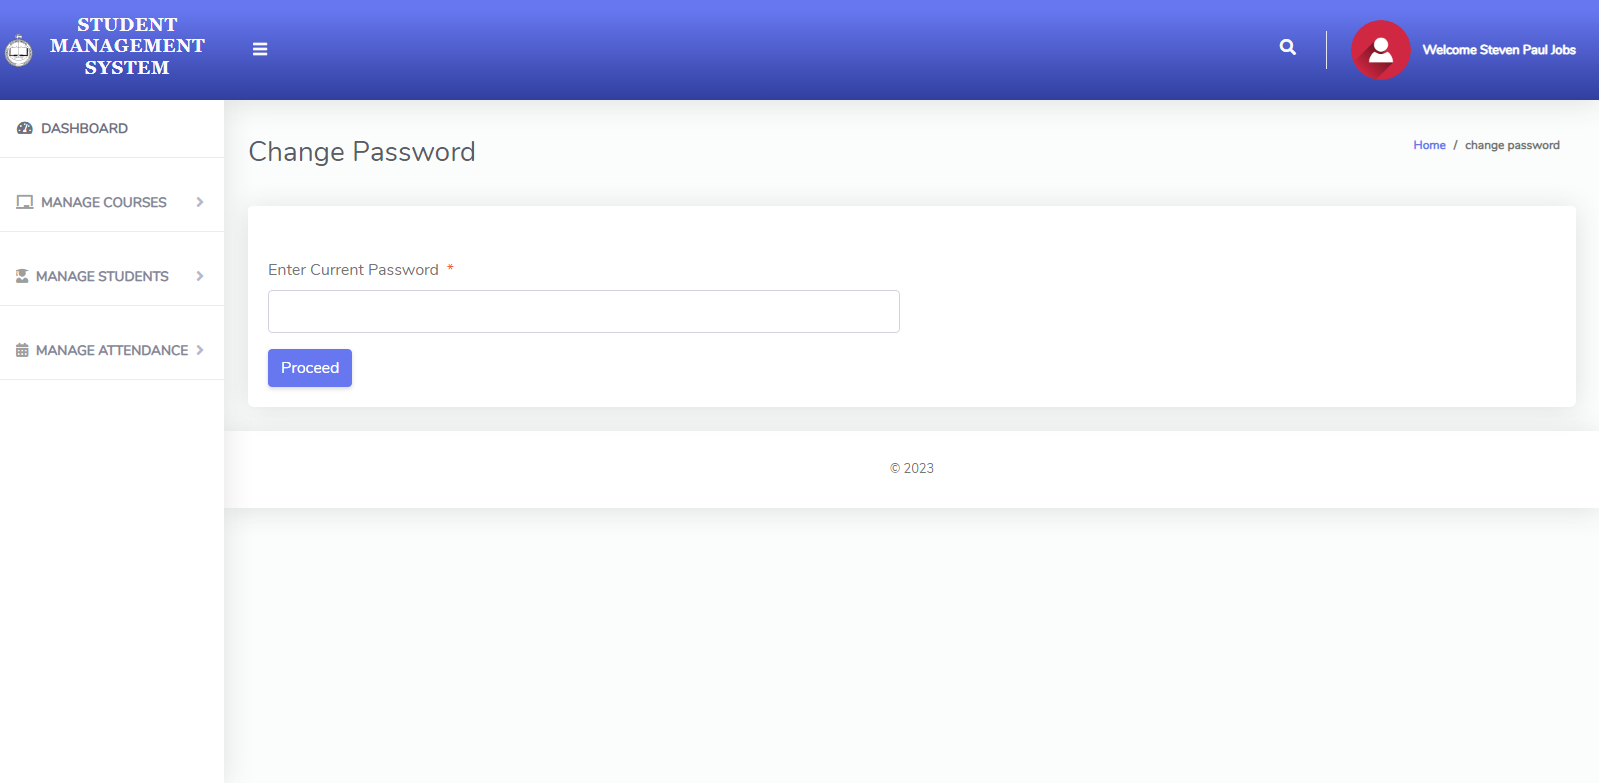 STUDENT
MANAGEMENT
SYSTEM
Welcome Steven Paul Jobs
DASHBOARD
MANAGE COURSES
MANAGE STUDENTS
MANAGE ATTENDANCE
Change Password
Home / change password
Enter Current Password *
Proceed
© 2023